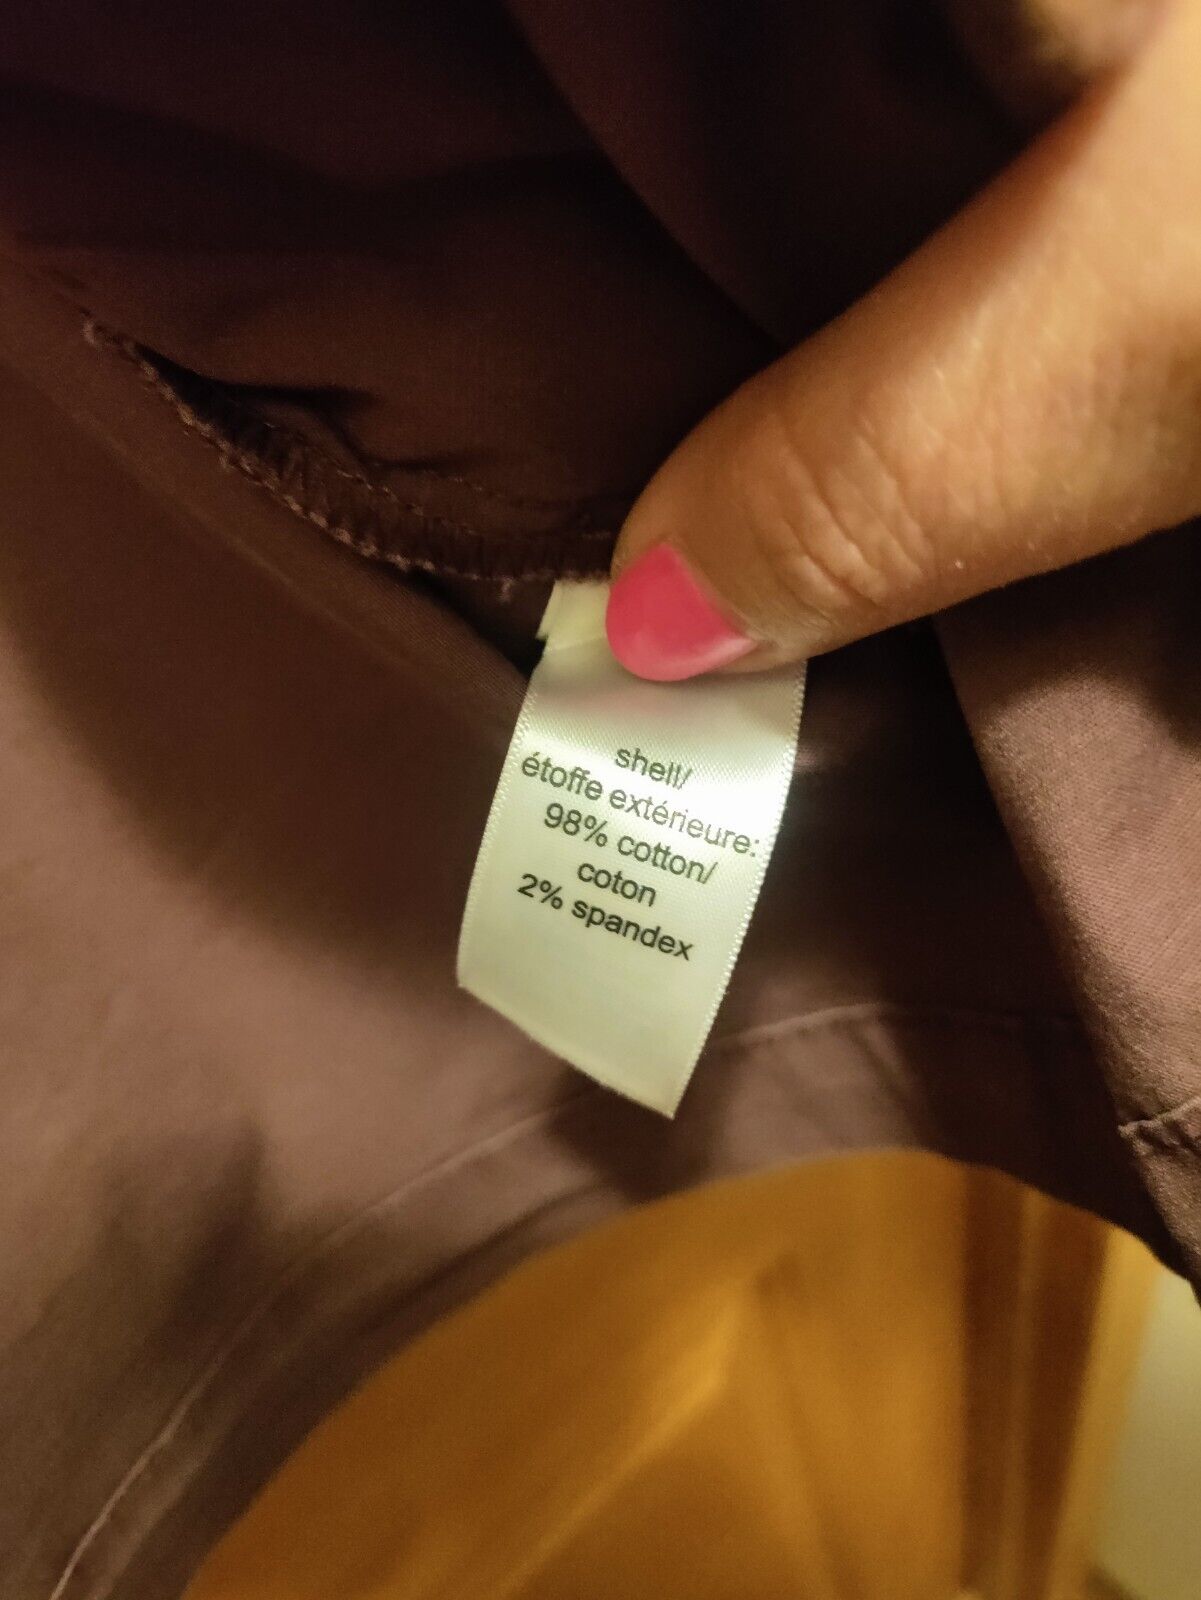 shell/
étoffe extérieure:
98% cotton/
coton
2% spandex